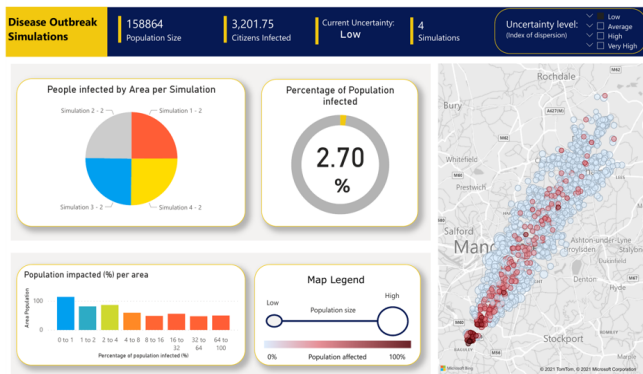 Disease Outbreak
Simulations
158864
Population Size
3,201.75
Citizens Infected
Current Uncertainty:
Low
4
Simulations
Uncertainty level:
(Index of dispersion)
Low
Average
High
Very High
People infected by Area per Simulation
Simulation 2 - 2
Simulation 1 - 2
Simulation 3 - 2
Simulation 4 - 2
Percentage of Population
infected
2.70
%
Population impacted (%) per area
Area Population
100
0
0 to 1
1 to 2
2 to 4
4 to 8
8 to 16
16 to
32
32 to
64
64 to
100
Percentage of population infected (%)
Map Legend
Low
High
Population size
0%
Population affected
100%
Rochdale
Bury
Whitefield
Prestwich
Salford
Manc
Ashton-under-Lyne
Droylsden
Stalybri
Dukinfield
Denton
Hyde
Stockport
Romiley
Marple
Microsoft Bing
© 2021 TomTom, © 2021 Microsoft Corporation